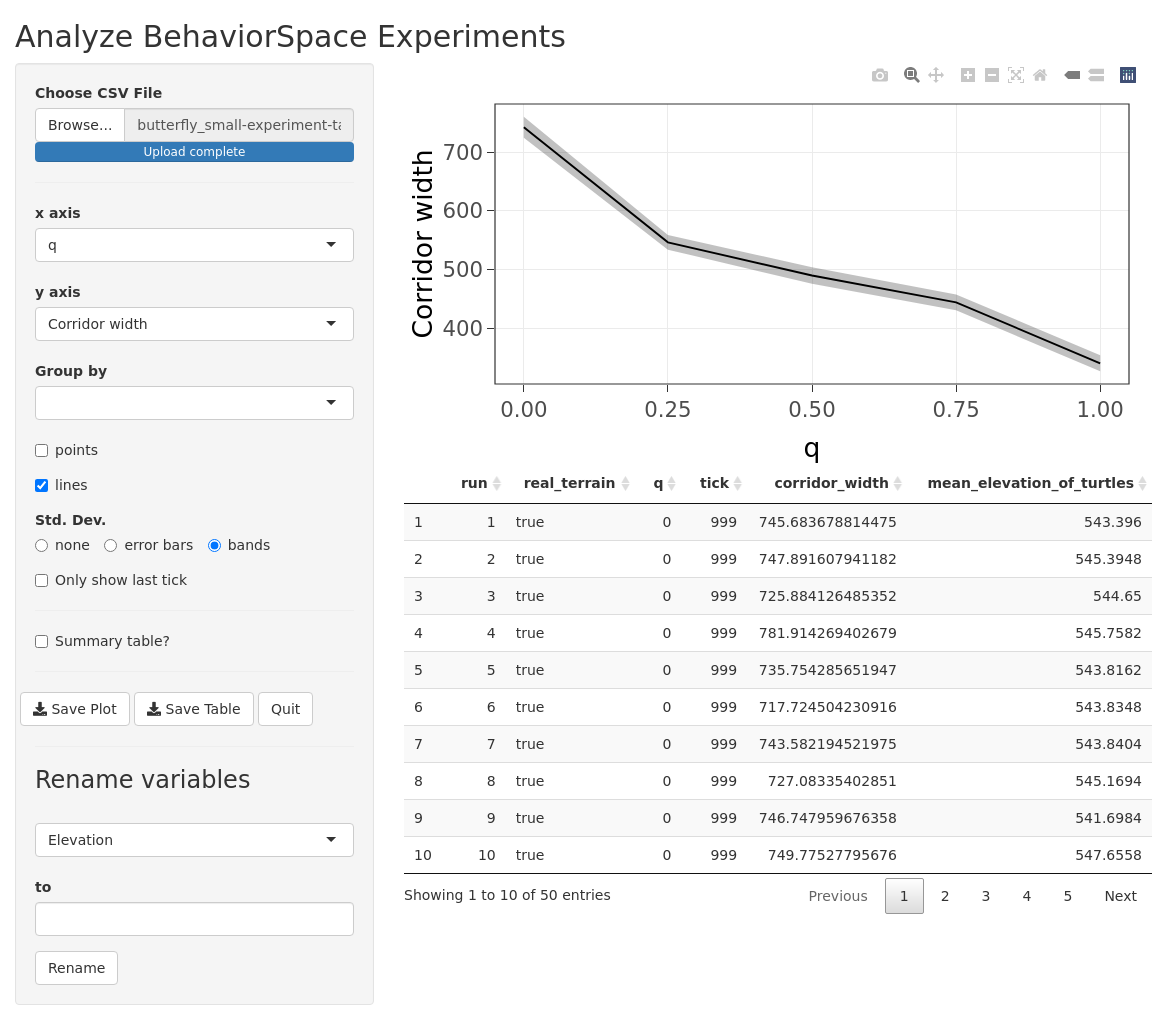 Analyze BehaviorSpace Experiments
Choose CSV File
Browse... butterfly_small-experiment-ta
Upload complete
x axis
q
y axis
Corridor width
Group by
points
lines
Std. Dev.
none error bars bands
Only show last tick
Summary table?
Save Plot Save Table Quit
Rename variables
Elevation
to
Rename
Corridor width
700
600
500
400
0.00 0.25 0.50 0.75 1.00
q
run real_terrain q tick corridor_width mean_elevation_of_turtles
1 1 true 0 999 745.683678814475 543.396
2 2 true 0 999 747.891607941182 545.3948
3 3 true 0 999 725.884126485352 544.65
4 4 true 0 999 781.914269402679 545.7582
5 5 true 0 999 735.754285651947 543.8162
6 6 true 0 999 717.724504230916 543.8348
7 7 true 0 999 743.582194521975 543.8404
8 8 true 0 999 727.08335402851 545.1694
9 9 true 0 999 746.747959676358 541.6984
10 10 true 0 999 749.77527795676 547.6558
Showing 1 to 10 of 50 entries Previous 1 2 3 4 5 Next